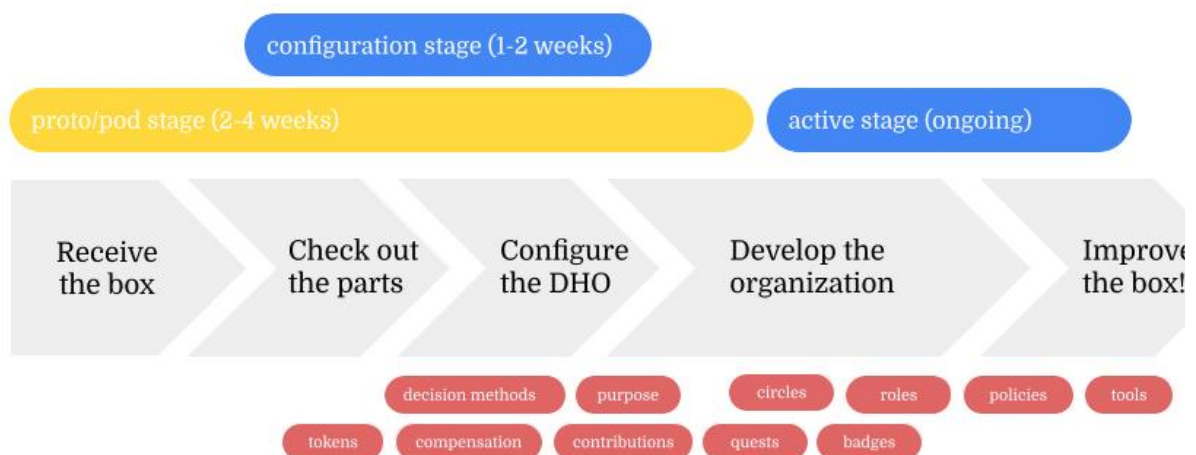 configuration stage (1-2 weeks)
proto/pod stage (2-4 weeks)
active stage (ongoing)
Receive
the box
Check out
the parts
Configure
the DHO
Develop the
organization
Improve
the box!
decision methods
purpose
circles
roles
policies
tools
tokens
compensation
contributions
quests
badges